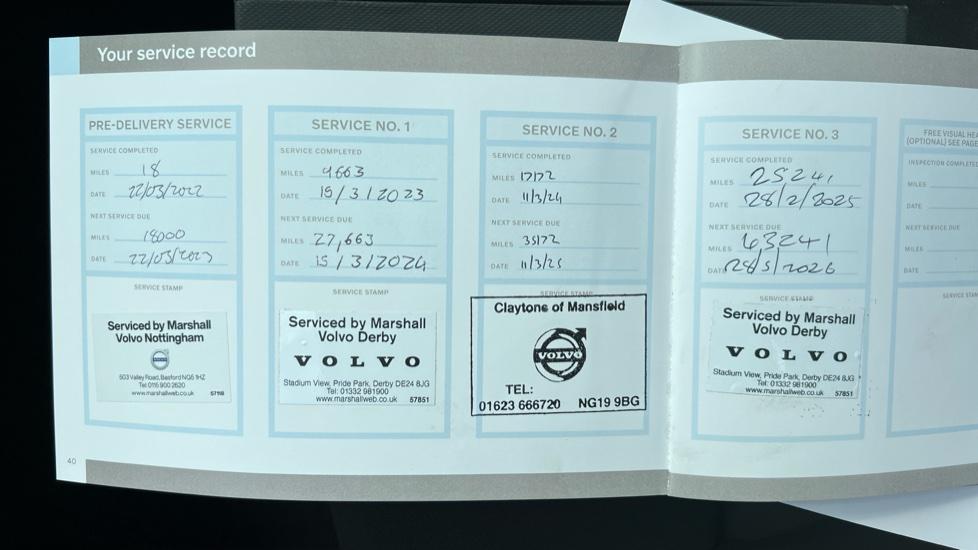 Your service record
PRE-DELIVERY SERVICE
SERVICE COMPLETED
MILES 18
DATE 22/03/2022
NEXT SERVICE DUE
MILES 18000
DATE 22/03/2023
SERVICE STAMP
Serviced by Marshall
Volvo Nottingham
VOLVO
503 Valley Road, Basford NG5 1HZ
Tel: 0115 900 2620
www.marshallweb.co.uk
SERVICE NO. 1
SERVICE COMPLETED
MILES 9663
DATE 15/3/2023
NEXT SERVICE DUE
MILES 27,663
DATE 15/3/2024
SERVICE STAMP
Serviced by Marshall
Volvo Derby
VOLVO
Stadium View, Pride Park, Derby DE24 8JG
Tel: 01332 981900
www.marshallweb.co.uk 57851
SERVICE NO. 2
SERVICE COMPLETED
MILES 17172
DATE 11/3/24
NEXT SERVICE DUE
MILES 35172
DATE 11/3/25
SERVICE STAMP
Claytons of Mansfield
VOLVO
TEL:
01623 666720 NG19 9BG
SERVICE NO. 3
SERVICE COMPLETED
MILES 25241
DATE 28/2/2025
NEXT SERVICE DUE
MILES 43241
DATE 28/2026
SERVICE STAMP
Serviced by Marshall
Volvo Derby
VOLVO
Stadium View, Pride Park, Derby DE24 8JG
Tel: 01332 981900
www.marshallweb.co.uk 57851
FREE VISUAL HEA
(OPTIONAL) SEE PAGE
INSPECTION COMPLETED
MILES
DATE
NEXT SERVICE DUE
MILES
DATE
SERVICE STAM
40